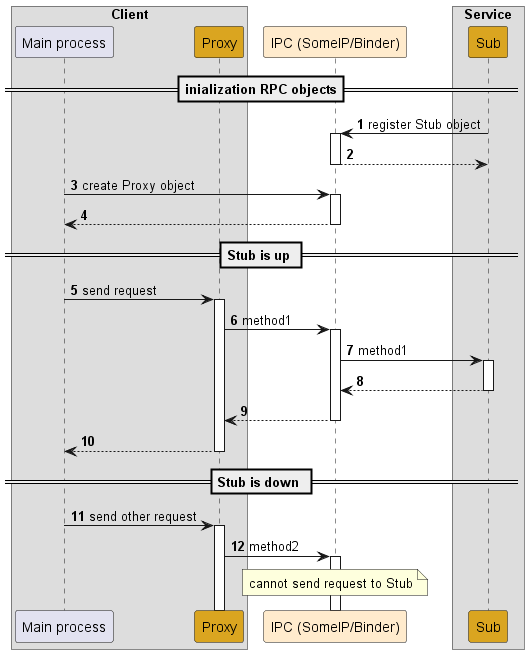 Client
Service
Main process
Proxy
IPC (SomeIP/Binder)
Sub
inialization RPC objects
1 register Stub object
2
3 create Proxy object
4
Stub is up
5 send request
6 method1
7 method1
8
9
10
Stub is down
11 send other request
12 method2
cannot send request to Stub
Main process
Proxy
IPC (SomeIP/Binder)
Sub